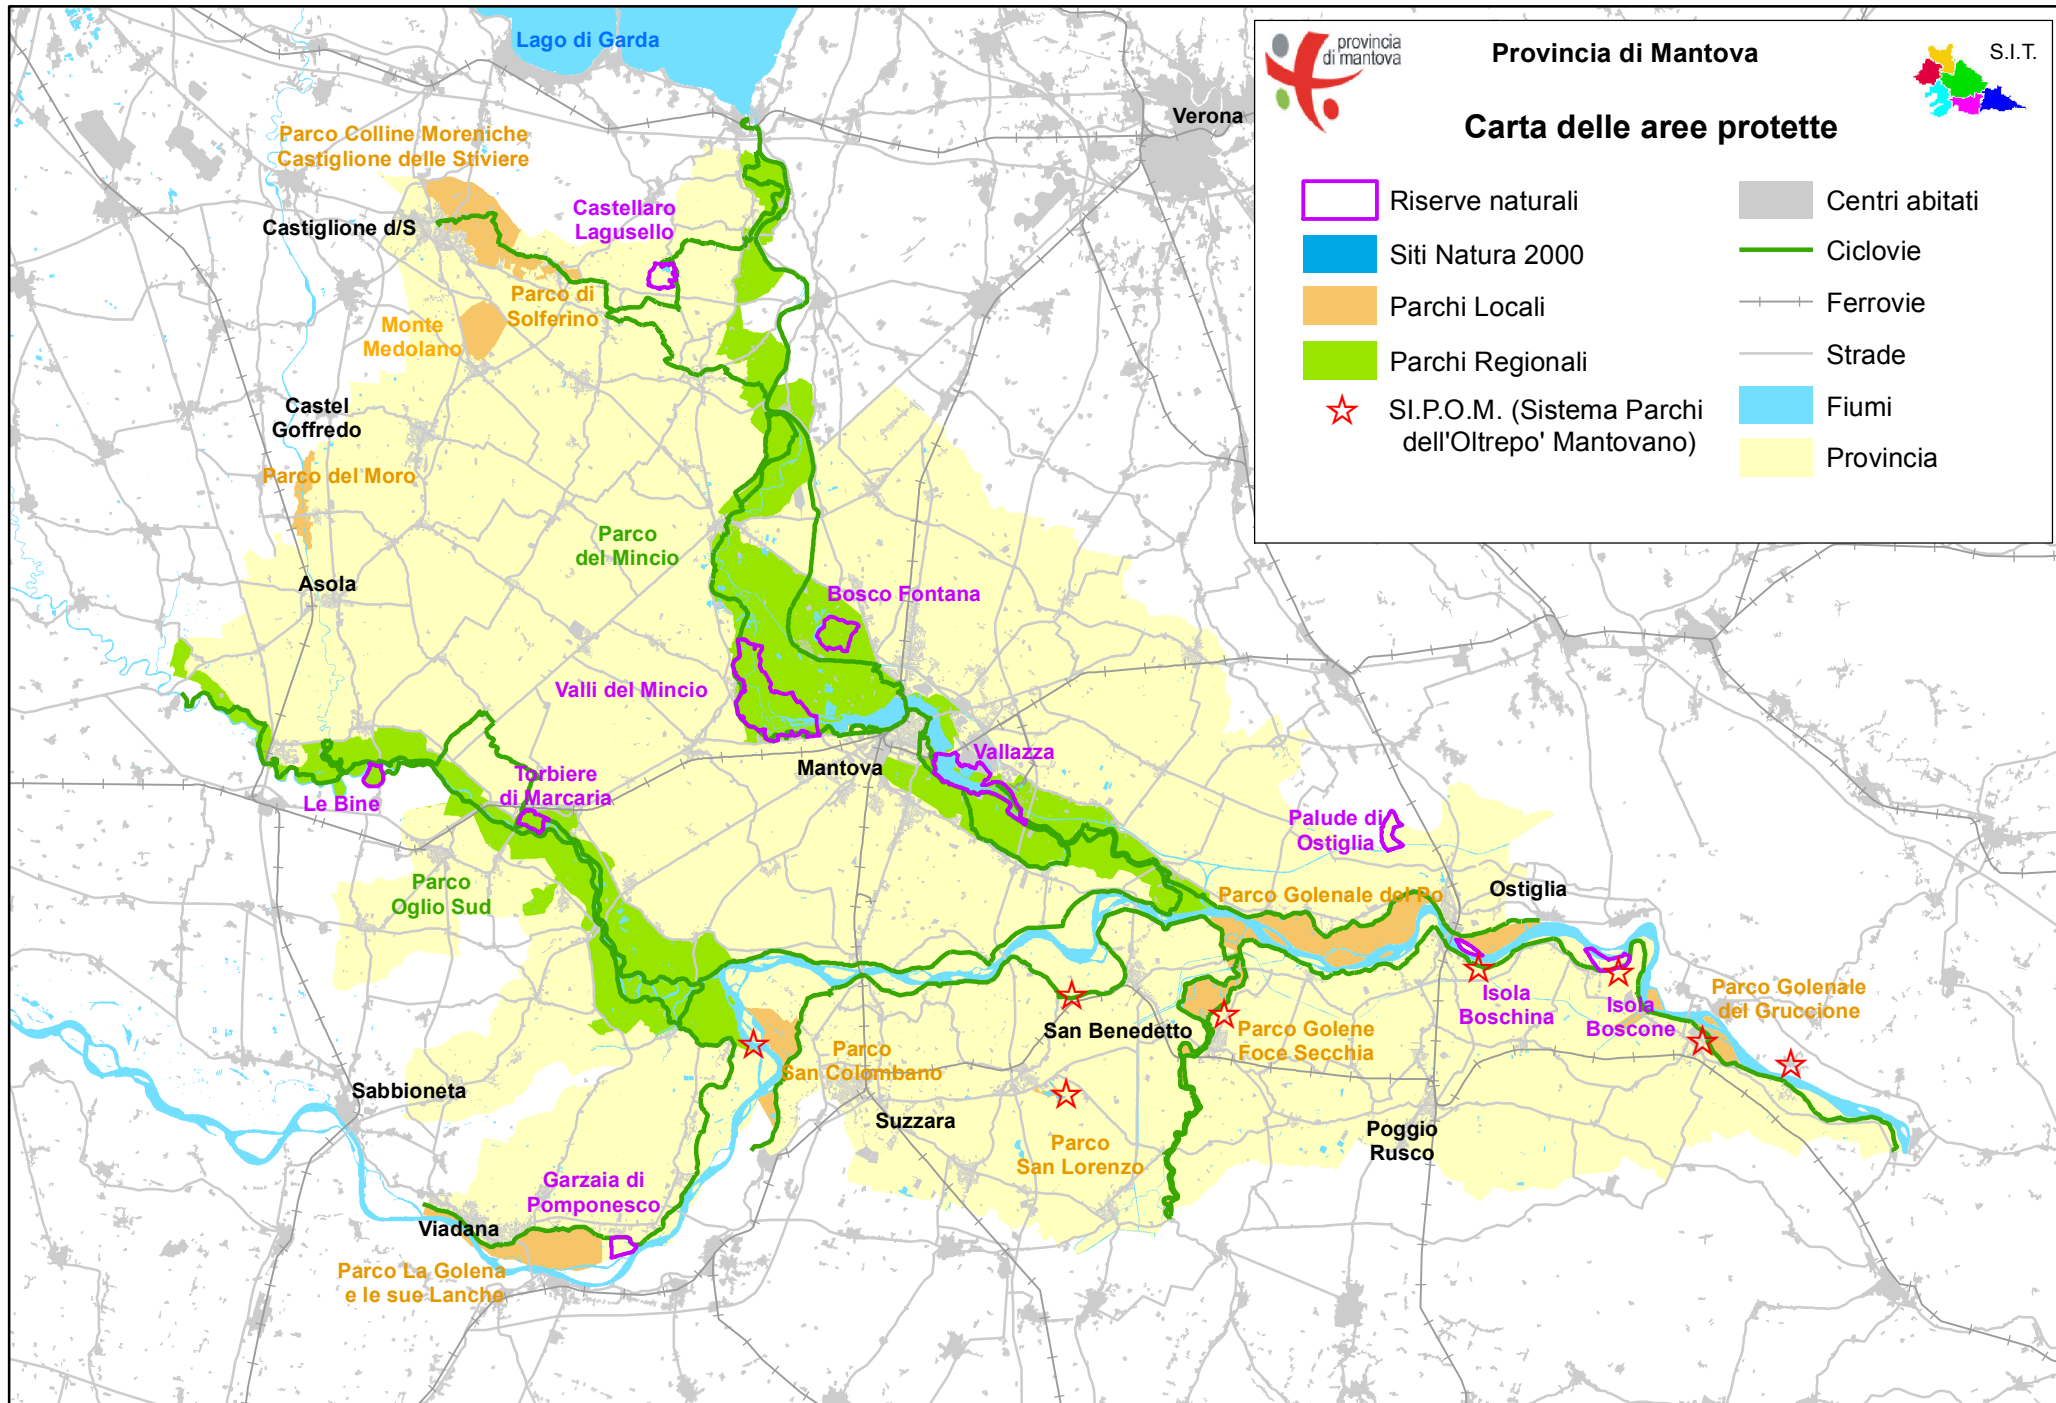 Lago di Garda
Verona
Parco Colline Moreniche
Castiglione delle Stiviere
Castiglione d/S
Castellaro
Lagusello
Parco di
Solferino
Monte
Medolano
Castel
Goffredo
Parco del Moro
Parco
del Mincio
Asola
Bosco Fontana
Valli del Mincio
Mantova
Vallazza
Le Bine
Torbiere
di Marcaria
Palude di
Ostiglia
Parco
Oglio Sud
Parco Golenale del Po
Ostiglia
Isola
Boschina
Isola
Boscone
Parco Golenale
del Gruccione
San Benedetto
Parco Golene
Foce Secchia
Parco
San Colombano
Sabbioneta
Suzzara
Parco
San Lorenzo
Poggio
Rusco
Garzaia di
Pomponesco
Viadana
Parco La Golena
e le sue Lanche
provincia
di mantova
Provincia di Mantova
S.I.T.
Carta delle aree protette
Riserve naturali
Siti Natura 2000
Parchi Locali
Parchi Regionali
SI.P.O.M. (Sistema Parchi
dell'Oltrepo' Mantovano)
Centri abitati
Ciclovie
Ferrovie
Strade
Fiumi
Provincia